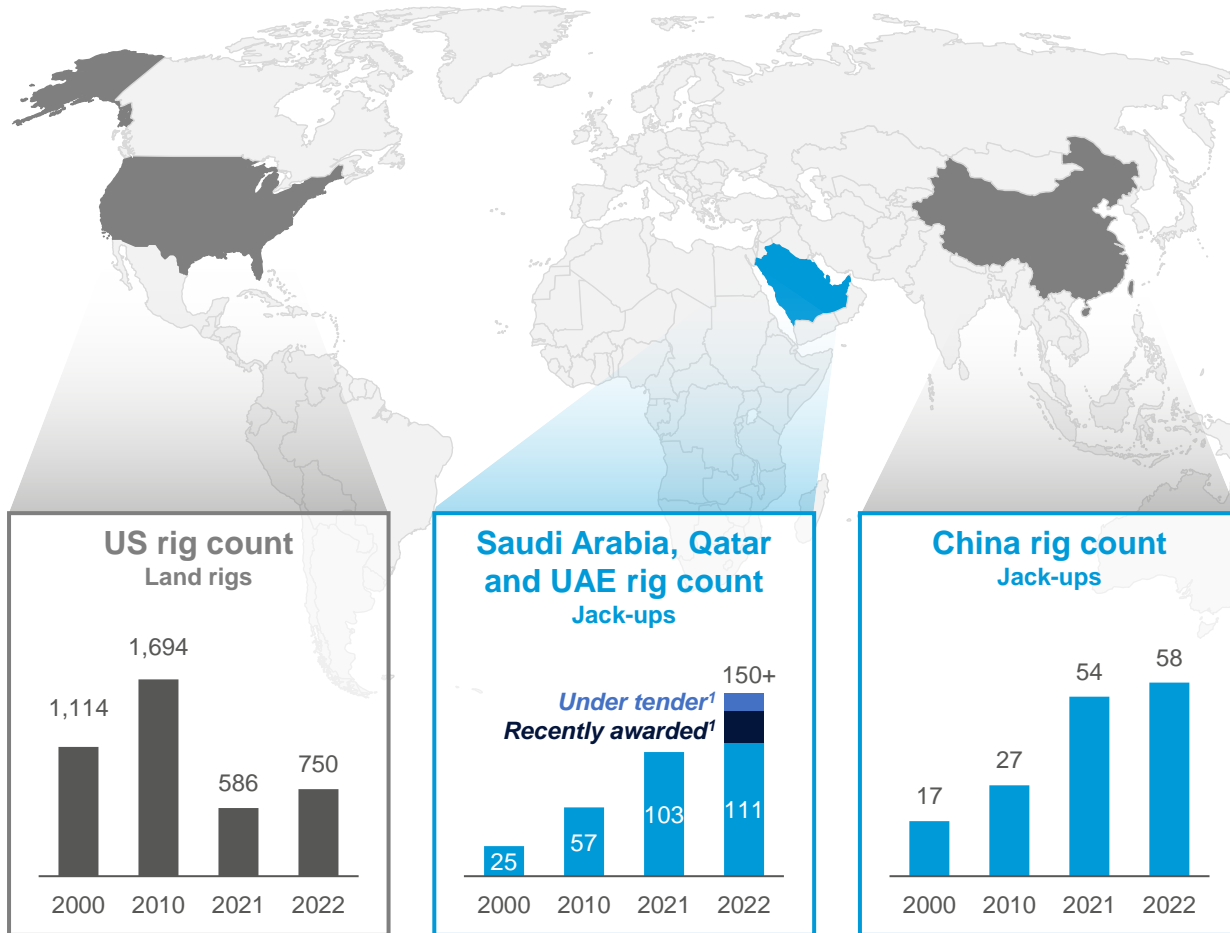 US rig count
Land rigs
1,114
1,694
586
750
2000
2010
2021
2022
Saudi Arabia, Qatar
and UAE rig count
Jack-ups
150+
Under tender¹
Recently awarded¹
25
57
103
111
2000
2010
2021
2022
China rig count
Jack-ups
17
27
54
58
2000
2010
2021
2022